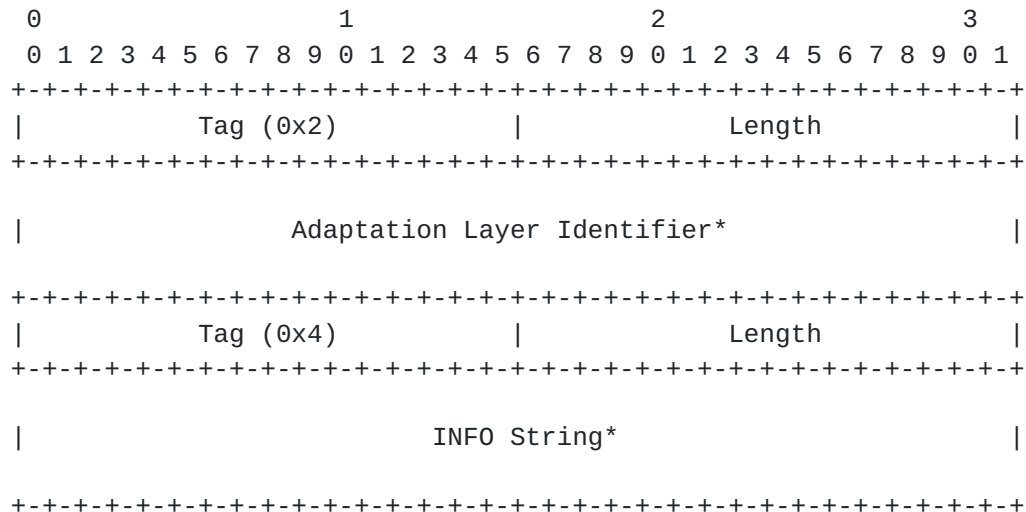 0                   1                   2                   3
 0 1 2 3 4 5 6 7 8 9 0 1 2 3 4 5 6 7 8 9 0 1 2 3 4 5 6 7 8 9 0 1
+-+-+-+-+-+-+-+-+-+-+-+-+-+-+-+-+-+-+-+-+-+-+-+-+-+-+-+-+-+-+-+-+
|           Tag (0x2)           |             Length            |
+-+-+-+-+-+-+-+-+-+-+-+-+-+-+-+-+-+-+-+-+-+-+-+-+-+-+-+-+-+-+-+-+
|                 Adaptation Layer Identifier*                  |
+-+-+-+-+-+-+-+-+-+-+-+-+-+-+-+-+-+-+-+-+-+-+-+-+-+-+-+-+-+-+-+-+
|           Tag (0x4)           |             Length            |
+-+-+-+-+-+-+-+-+-+-+-+-+-+-+-+-+-+-+-+-+-+-+-+-+-+-+-+-+-+-+-+-+
|                          INFO String*                         |
+-+-+-+-+-+-+-+-+-+-+-+-+-+-+-+-+-+-+-+-+-+-+-+-+-+-+-+-+-+-+-+-+